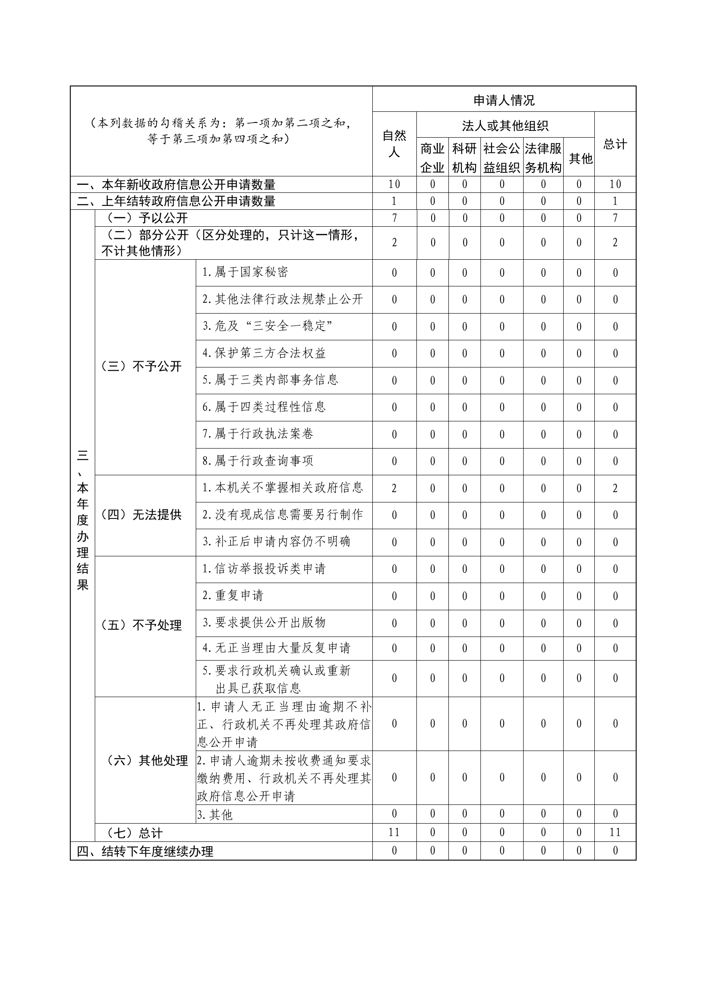 （本列数据的勾稽关系为：第一项加第二项之和，
等于第三项加第四项之和）
申请人情况
自然
人
法人或其他组织
总计
商业
企业
科研
机构
社会公
益组织
法律服
务机构
其他
一、本年新收政府信息公开申请数量 10 0 0 0 0 0 10
二、上年结转政府信息公开申请数量 1 0 0 0 0 0 1
三、本年度办理结果
（一）予以公开 7 0 0 0 0 0 7
（二）部分公开（区分处理的，只计这一情形，
不计其他情形） 2 0 0 0 0 0 2
（三）不予公开
1.属于国家秘密 0 0 0 0 0 0 0
2.其他法律行政法规禁止公开 0 0 0 0 0 0 0
3.危及“三安全一稳定” 0 0 0 0 0 0 0
4.保护第三方合法权益 0 0 0 0 0 0 0
5.属于三类内部事务信息 0 0 0 0 0 0 0
6.属于四类过程性信息 0 0 0 0 0 0 0
7.属于行政执法案卷 0 0 0 0 0 0 0
8.属于行政查询事项 0 0 0 0 0 0 0
（四）无法提供
1.本机关不掌握相关政府信息 2 0 0 0 0 0 2
2.没有现成信息需要另行制作 0 0 0 0 0 0 0
3.补正后申请内容仍不明确 0 0 0 0 0 0 0
（五）不予处理
1.信访举报投诉类申请 0 0 0 0 0 0 0
2.重复申请 0 0 0 0 0 0 0
3.要求提供公开出版物 0 0 0 0 0 0 0
4.无正当理由大量反复申请 0 0 0 0 0 0 0
5.要求行政机关确认或重新
出具已获取信息 0 0 0 0 0 0 0
（六）其他处理
1.申请人无正当理由逾期不补
正、行政机关不再处理其政府信
息公开申请 0 0 0 0 0 0 0
2.申请人逾期未按收费通知要求
缴纳费用、行政机关不再处理其
政府信息公开申请 0 0 0 0 0 0 0
3.其他 0 0 0 0 0 0 0
（七）总计 11 0 0 0 0 0 11
四、结转下年度继续办理 0 0 0 0 0 0 0